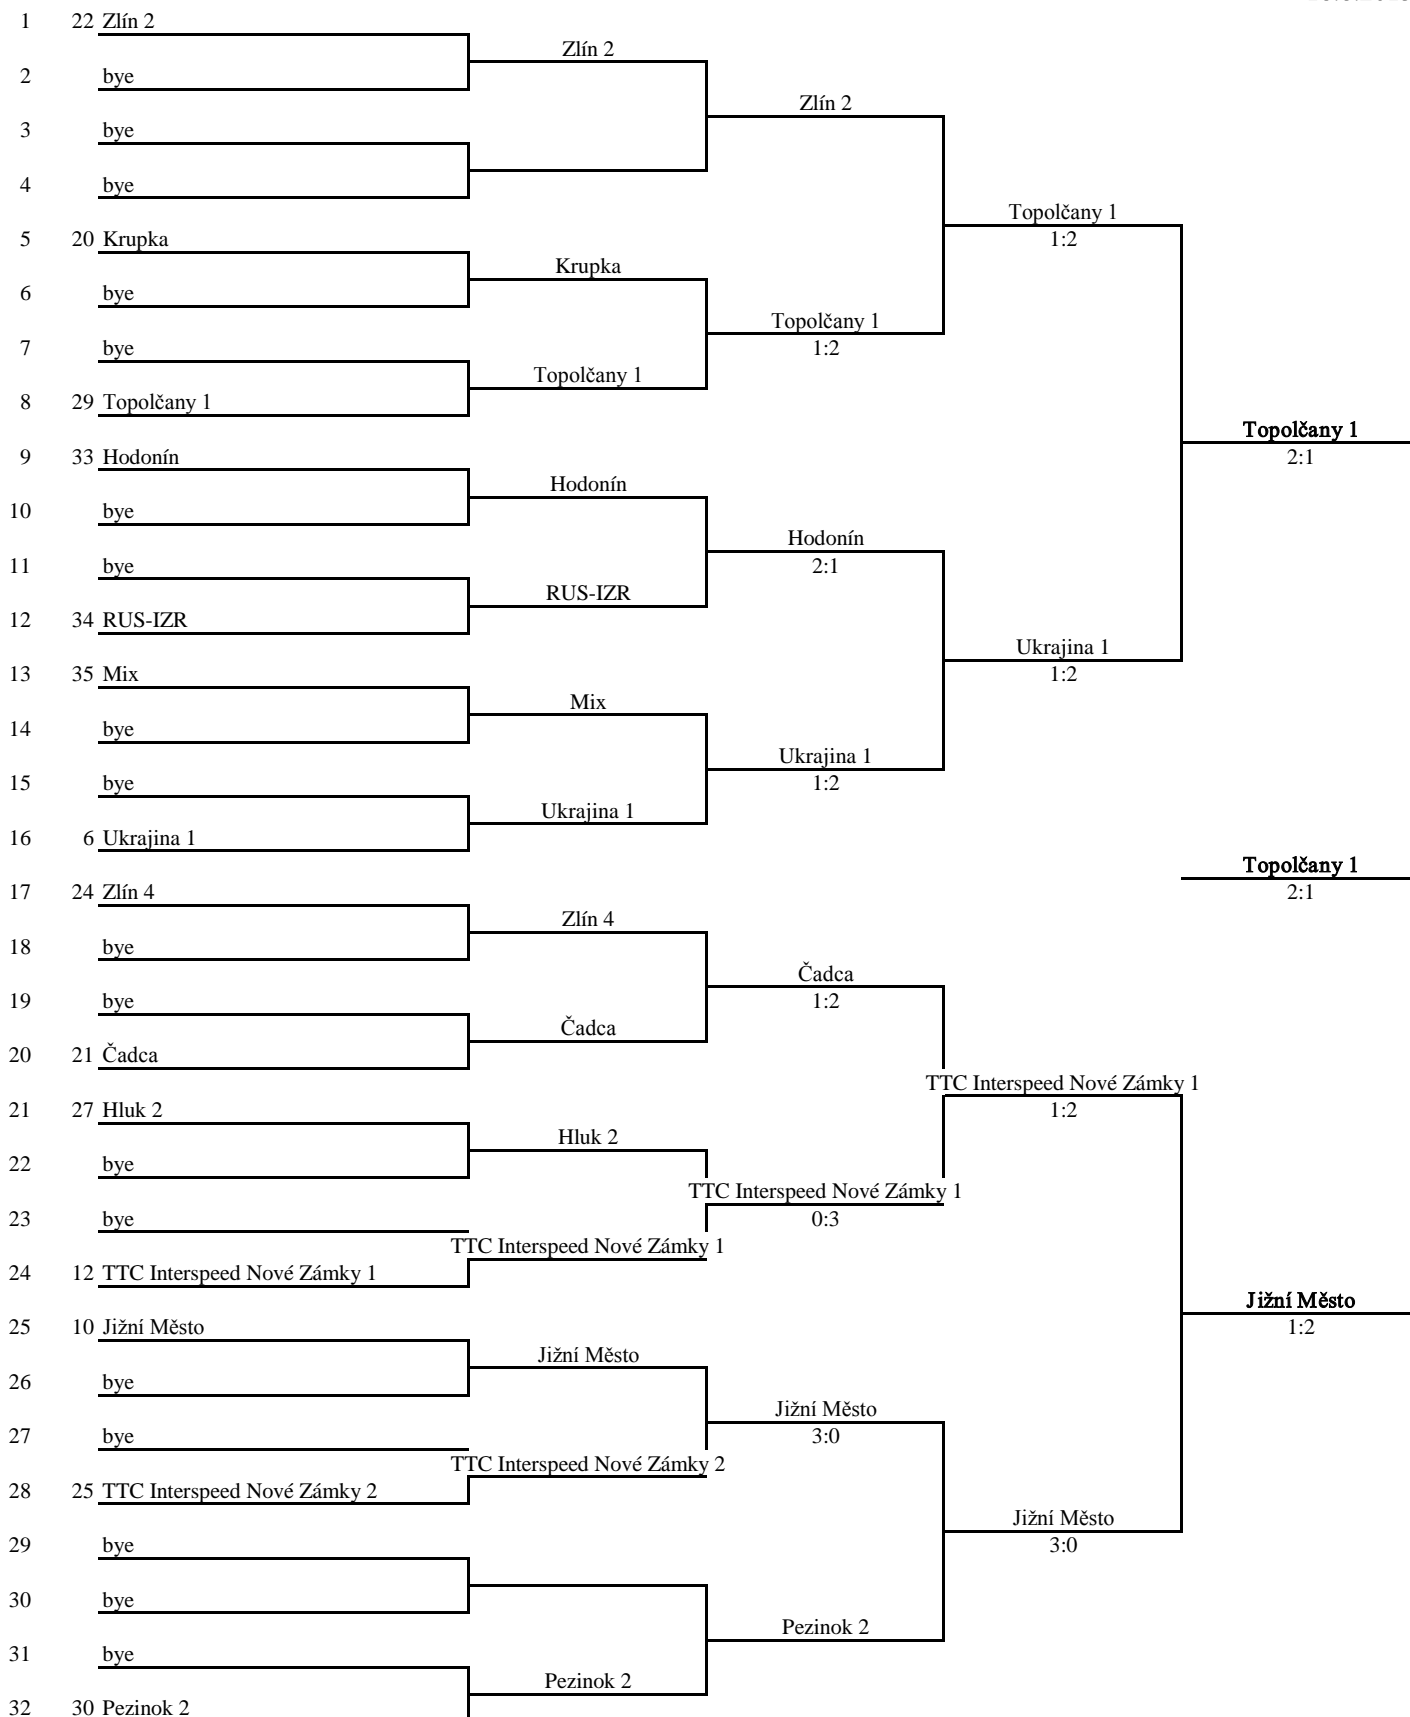 1 22 Zlín 2
Zlín 2
2 bye
Zlín 2
3 bye
4 bye
Topolčany 1
5 20 Krupka
1:2
Krupka
6 bye
Topolčany 1
7 bye
1:2
Topolčany 1
8 29 Topolčany 1
Topolčany 1
9 33 Hodonín
2:1
Hodonín
10 bye
Hodonín
11 bye
2:1
RUS-IZR
12 34 RUS-IZR
Ukrajina 1
13 35 Mix
1:2
Mix
14 bye
Ukrajina 1
15 bye
1:2
Ukrajina 1
16 6 Ukrajina 1
Topolčany 1
17 24 Zlín 4
2:1
Zlín 4
18 bye
Čadca
19 bye
1:2
Čadca
20 21 Čadca
TTC Interspeed Nové Zámky 1
21 27 Hluk 2
1:2
Hluk 2
22 bye
TTC Interspeed Nové Zámky 1
23 bye
0:3
TTC Interspeed Nové Zámky 1
24 12 TTC Interspeed Nové Zámky 1
Jižní Město
25 10 Jižní Město
1:2
Jižní Město
26 bye
Jižní Město
27 bye
3:0
TTC Interspeed Nové Zámky 2
28 25 TTC Interspeed Nové Zámky 2
Jižní Město
29 bye
3:0
30 bye
Pezinok 2
31 bye
Pezinok 2
32 30 Pezinok 2